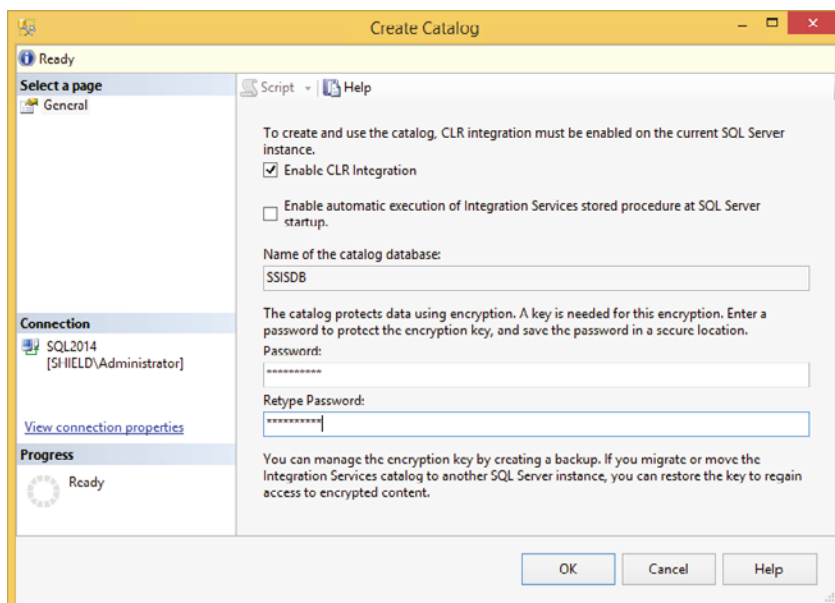 Create Catalog
Ready
Select a page
General
Script
Help
To create and use the catalog, CLR integration must be enabled on the current SQL Server
instance.
Enable CLR Integration
Enable automatic execution of Integration Services stored procedure at SQL Server
startup.
Name of the catalog database:
SSISDB
The catalog protects data using encryption. A key is needed for this encryption. Enter a
password to protect the encryption key, and save the password in a secure location.
Password:
**********
Retype Password:
**********
You can manage the encryption key by creating a backup. If you migrate or move the
Integration Services catalog to another SQL Server instance, you can restore the key to regain
access to encrypted content.
Connection
SQL2014
[SHIELD\Administrator]
View connection properties
Progress
Ready
OK
Cancel
Help